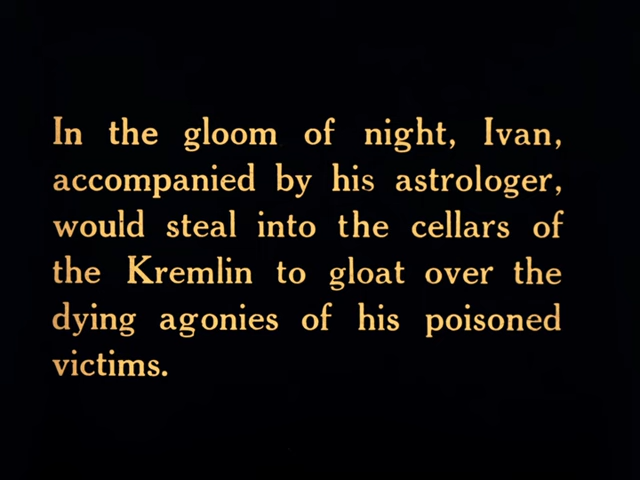 In the gloom of night, Ivan,
accompanied by his astrologer,
would steal into the cellars of
the Kremlin to gloat over the
dying agonies of his poisoned
victims.